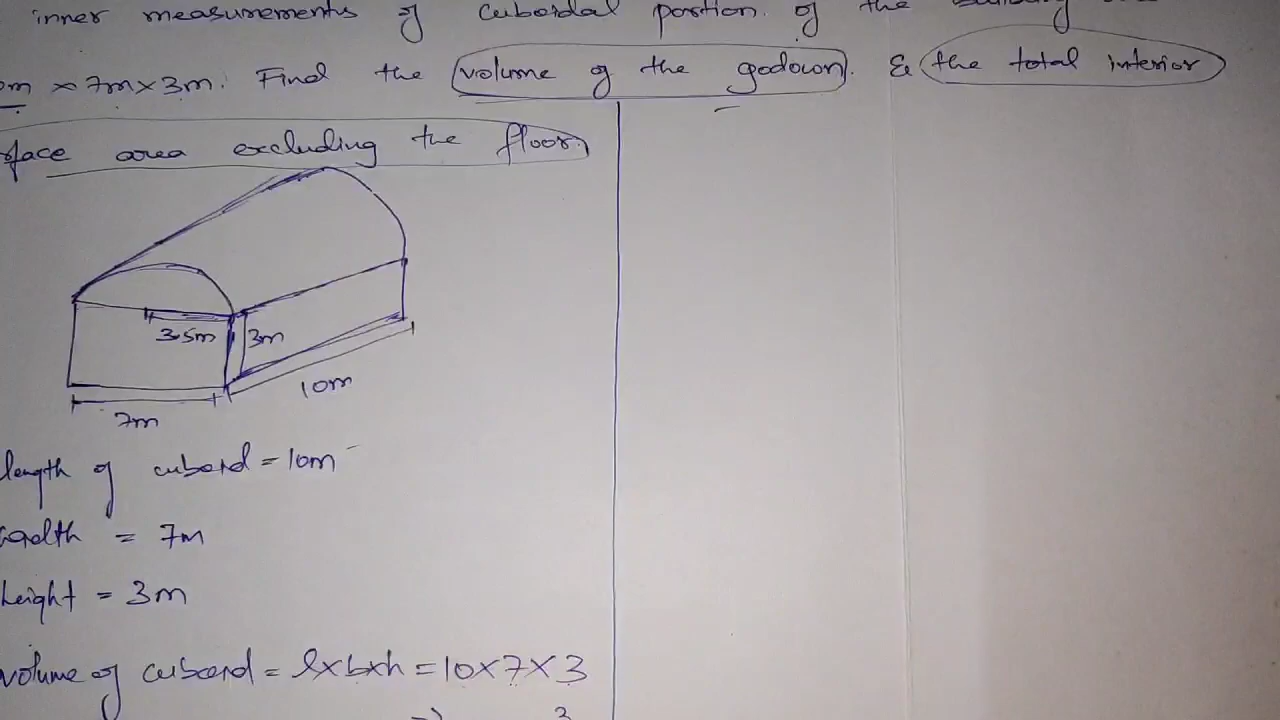 inner measurements of cuboidal portion of the
m × 7m × 3m. Find the volume of the godown. & the total interior
face area excluding the floor.
3.5m
3m
10m
7m
length of cuboid = 10m
eadth = 7m
height = 3m
volume of cuboid = l×b×h = 10×7×3